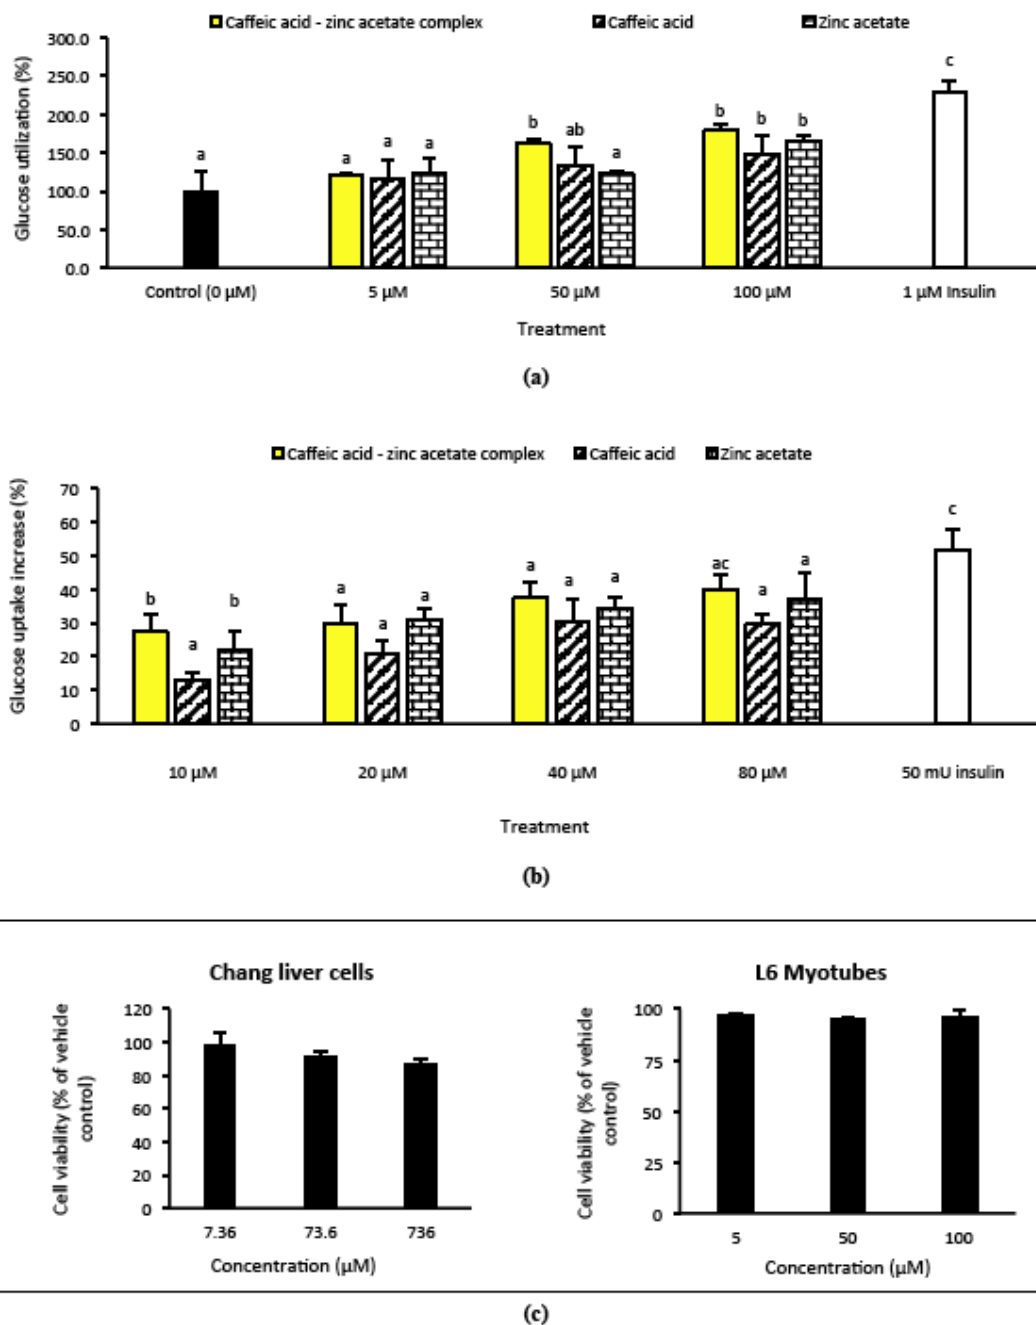 Caffeic acid - zinc acetate complex Caffeic acid Zinc acetate
Glucose utilization (%)
300.0
250.0
200.0
150.0
100.0
50.0
0.0
a a a a b ab a b b b c
Control (0 µM) 5 µM 50 µM 100 µM 1 µM Insulin
Treatment
(a)
Caffeic acid - zinc acetate complex Caffeic acid Zinc acetate
Glucose uptake increase (%)
70
60
50
40
30
20
10
0
b a b a a a a a a ac a a c
10 µM 20 µM 40 µM 80 µM 50 mU insulin
Treatment
(b)
Chang liver cells
Cell viability (% of vehicle
control)
120
100
80
60
40
20
0
7.36 73.6 736
Concentration (µM)
L6 Myotubes
Cell viability (% of vehicle
control)
100
75
50
25
0
5 50 100
Concentration (µM)
(c)